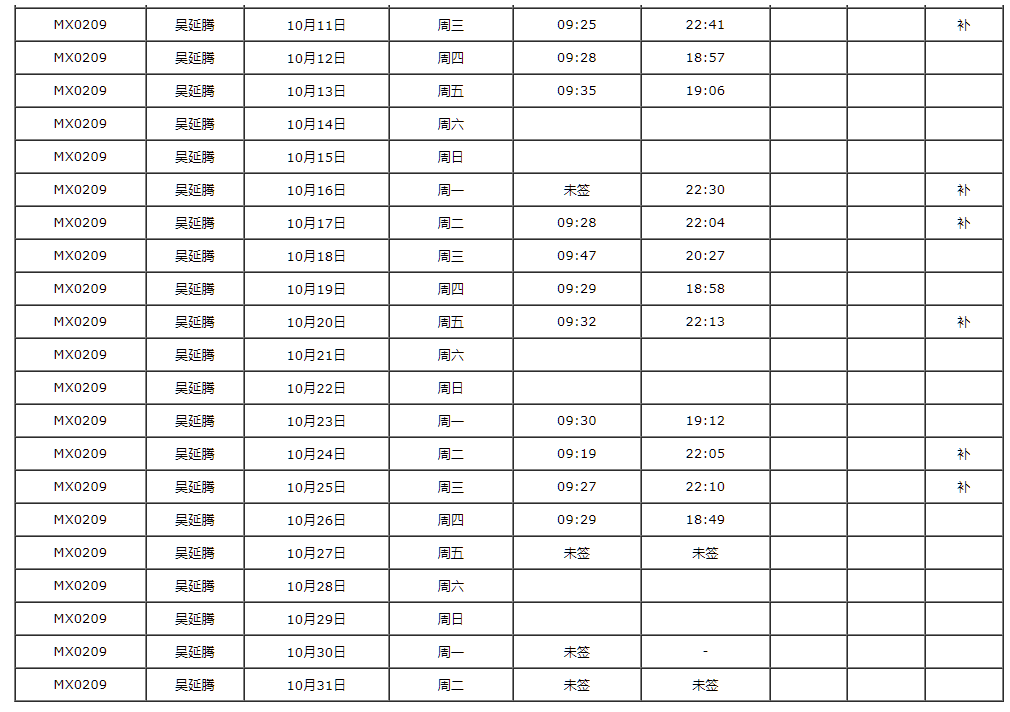 MX0209 吴延腾 10月11日 周三 09:25 22:41 补
MX0209 吴延腾 10月12日 周四 09:28 18:57
MX0209 吴延腾 10月13日 周五 09:35 19:06
MX0209 吴延腾 10月14日 周六
MX0209 吴延腾 10月15日 周日
MX0209 吴延腾 10月16日 周一 未签 22:30 补
MX0209 吴延腾 10月17日 周二 09:28 22:04 补
MX0209 吴延腾 10月18日 周三 09:47 20:27
MX0209 吴延腾 10月19日 周四 09:29 18:58
MX0209 吴延腾 10月20日 周五 09:32 22:13 补
MX0209 吴延腾 10月21日 周六
MX0209 吴延腾 10月22日 周日
MX0209 吴延腾 10月23日 周一 09:30 19:12
MX0209 吴延腾 10月24日 周二 09:19 22:05 补
MX0209 吴延腾 10月25日 周三 09:27 22:10 补
MX0209 吴延腾 10月26日 周四 09:29 18:49
MX0209 吴延腾 10月27日 周五 未签 未签
MX0209 吴延腾 10月28日 周六
MX0209 吴延腾 10月29日 周日
MX0209 吴延腾 10月30日 周一 未签 -
MX0209 吴延腾 10月31日 周二 未签 未签